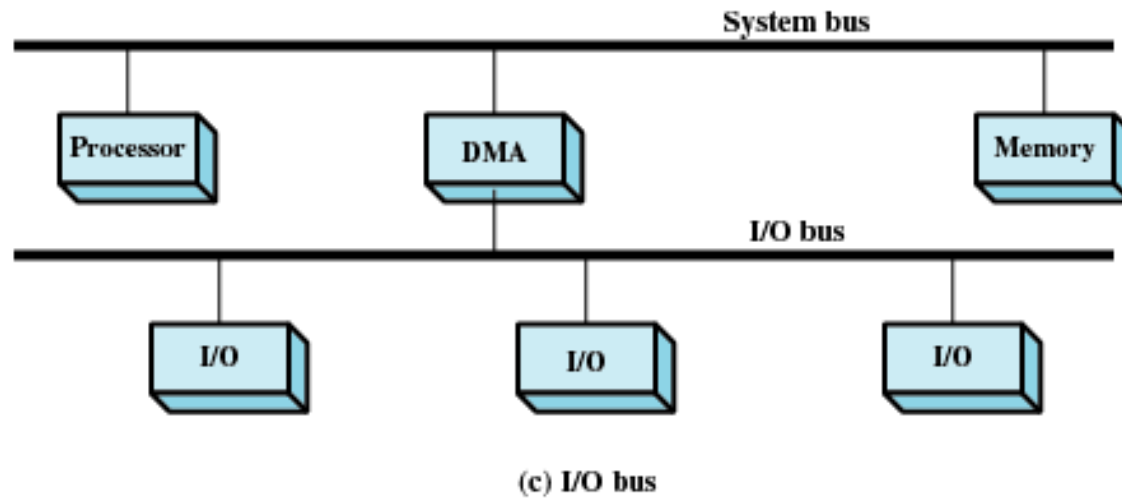 System bus
Processor
DMA
Memory
I/O bus
I/O
I/O
I/O
(c) I/O bus